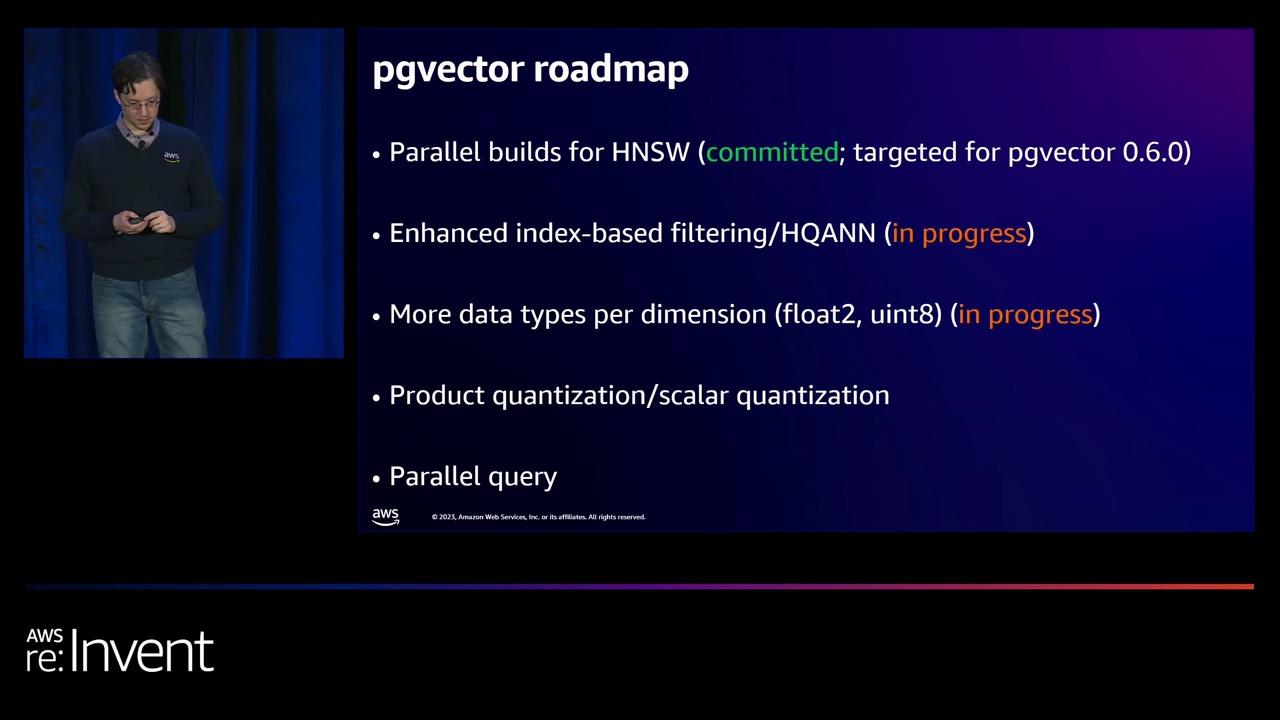 aws
pgvector roadmap
• Parallel builds for HNSW (committed; targeted for pgvector 0.6.0)
• Enhanced index-based filtering/HQANN (in progress)
• More data types per dimension (float2, uint8) (in progress)
• Product quantization/scalar quantization
• Parallel query
aws
© 2023, Amazon Web Services, Inc. or its affiliates. All rights reserved.
AWS
re:Invent